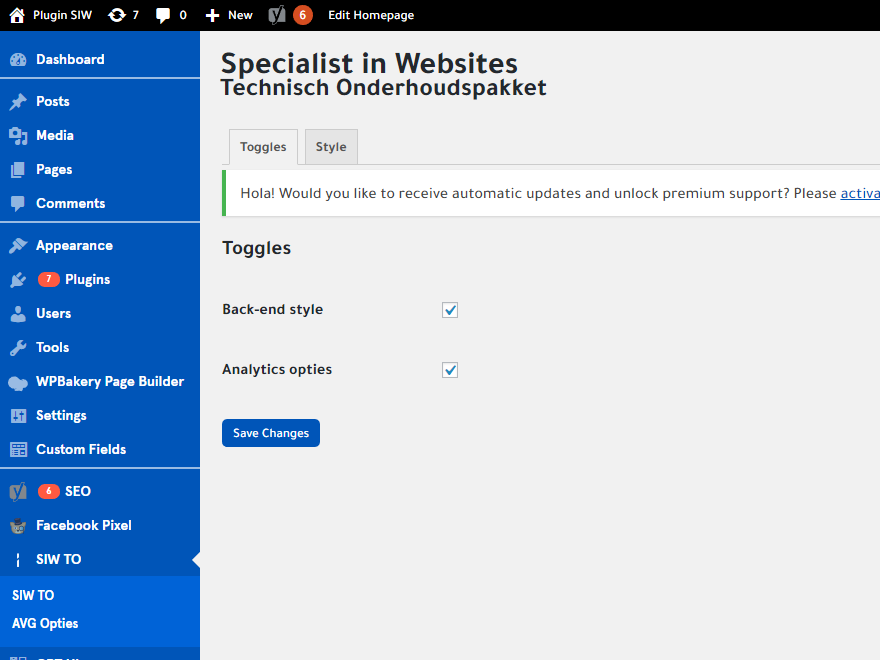 Plugin SIW 7 0 New 6 Edit Homepage
Dashboard
Posts
Media
Pages
Comments
Appearance
7 Plugins
Users
Tools
WPBakery Page Builder
Settings
Custom Fields
6 SEO
Facebook Pixel
SIW TO
SIW TO
AVG Opties
Specialist in Websites
Technisch Onderhoudspakket
Toggles Style
Hola! Would you like to receive automatic updates and unlock premium support? Please activa
Toggles
Back-end style
Analytics opties
Save Changes